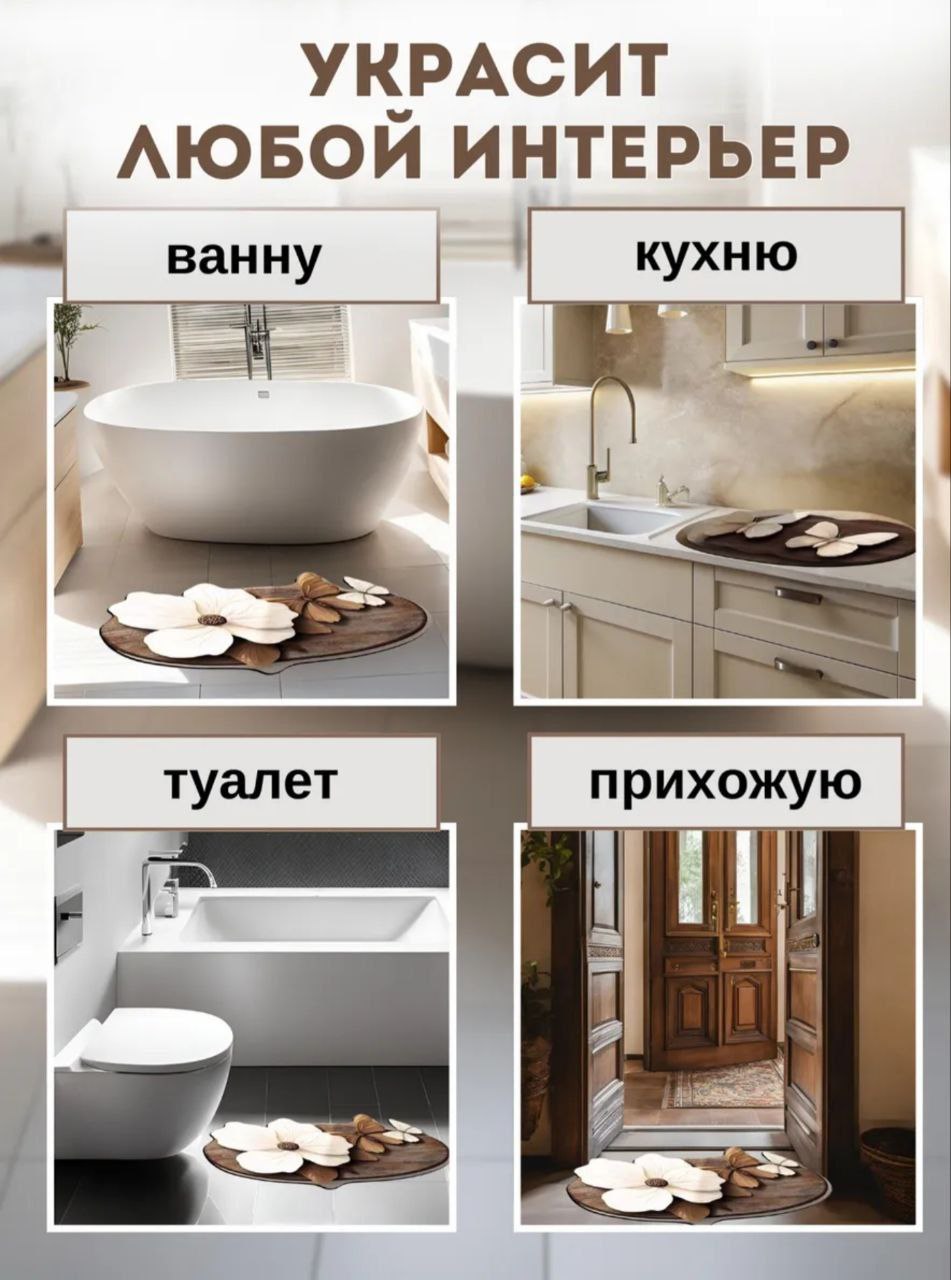 УКРАСИТ
ЛЮБОЙ ИНТЕРЬЕР
ванну
кухню
туалет
прихожую